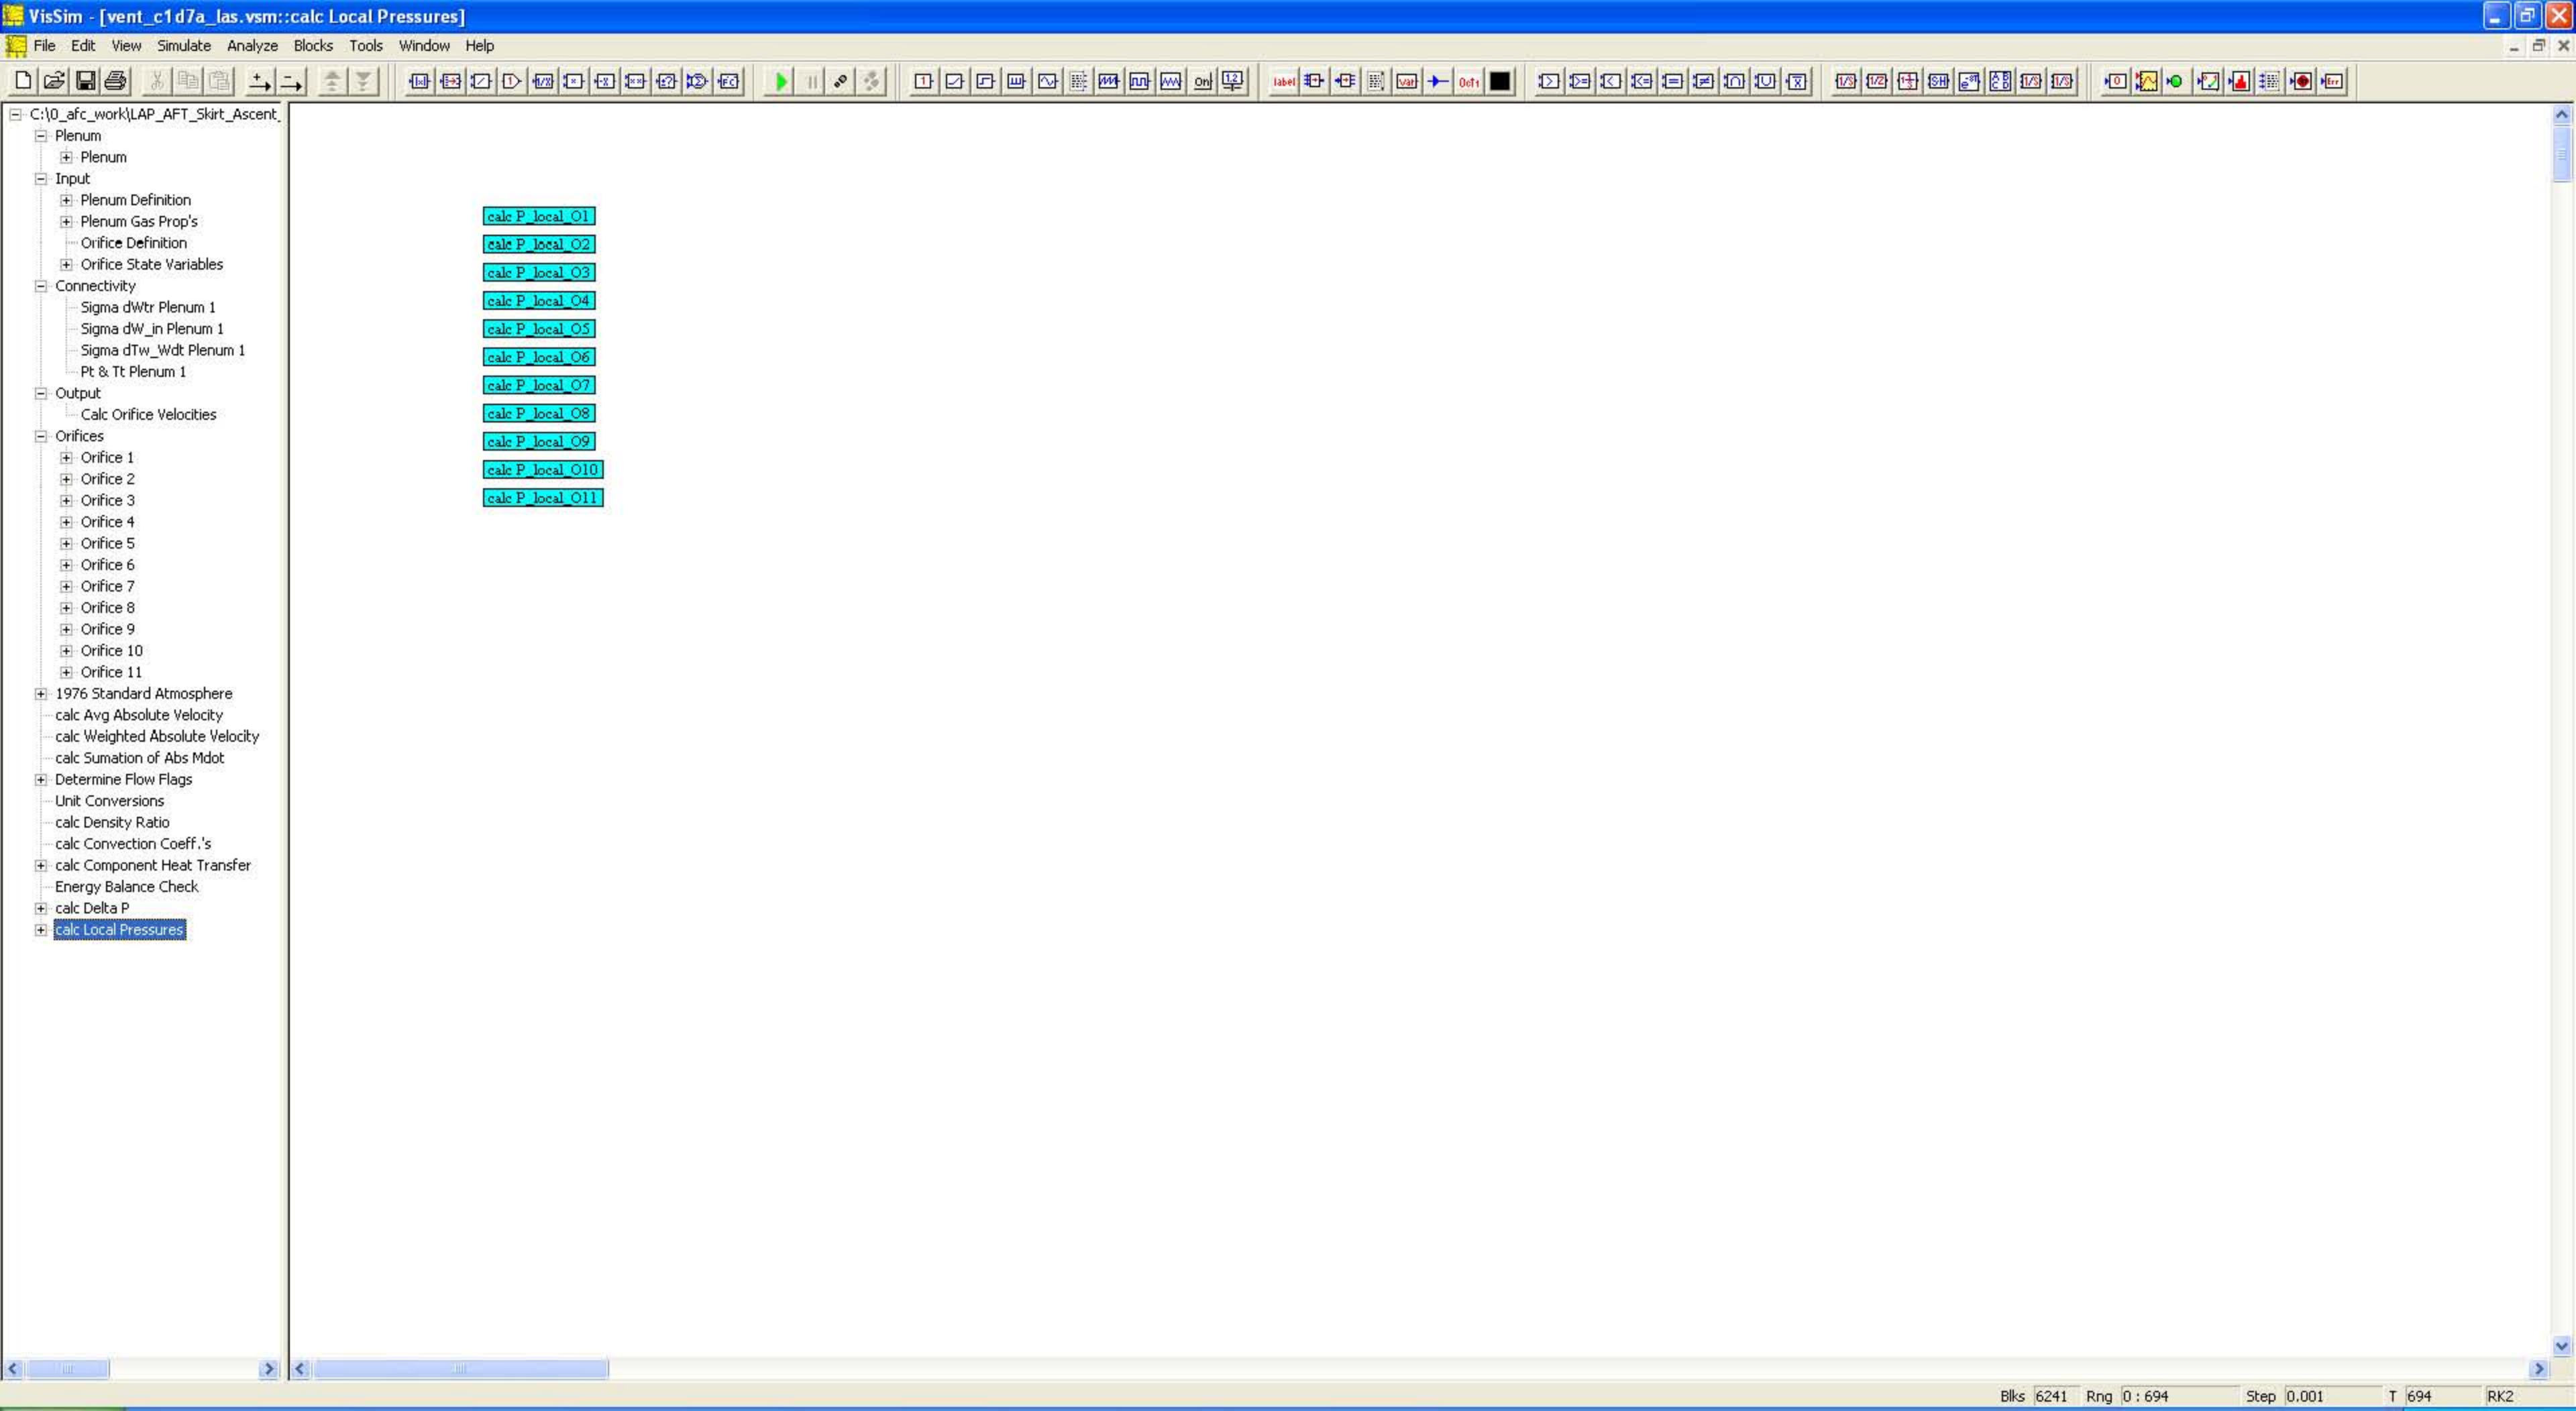 VisSim - [vent_c1d7a_las.vsm::calc Local Pressures]
File Edit View Simulate Analyze Blocks Tools Window Help
C:\0_afc_work\LAP_AFT_Skirt_Ascent_
Plenum
Plenum
Input
Plenum Definition
Plenum Gas Prop's
Orifice Definition
Orifice State Variables
Connectivity
Sigma dWtr Plenum 1
Sigma dW_in Plenum 1
Sigma dTw_Wdt Plenum 1
Pt & Tt Plenum 1
Output
Calc Orifice Velocities
Orifices
Orifice 1
Orifice 2
Orifice 3
Orifice 4
Orifice 5
Orifice 6
Orifice 7
Orifice 8
Orifice 9
Orifice 10
Orifice 11
1976 Standard Atmosphere
calc Avg Absolute Velocity
calc Weighted Absolute Velocity
calc Sumation of Abs Mdot
Determine Flow Flags
Unit Conversions
calc Density Ratio
calc Convection Coeff.'s
calc Component Heat Transfer
Energy Balance Check
calc Delta P
calc Local Pressures
calc P_local_O1
calc P_local_O2
calc P_local_O3
calc P_local_O4
calc P_local_O5
calc P_local_O6
calc P_local_O7
calc P_local_O8
calc P_local_O9
calc P_local_O10
calc P_local_O11
Blks 6241 Rng 0 : 694 Step 0.001 T 694 RK2